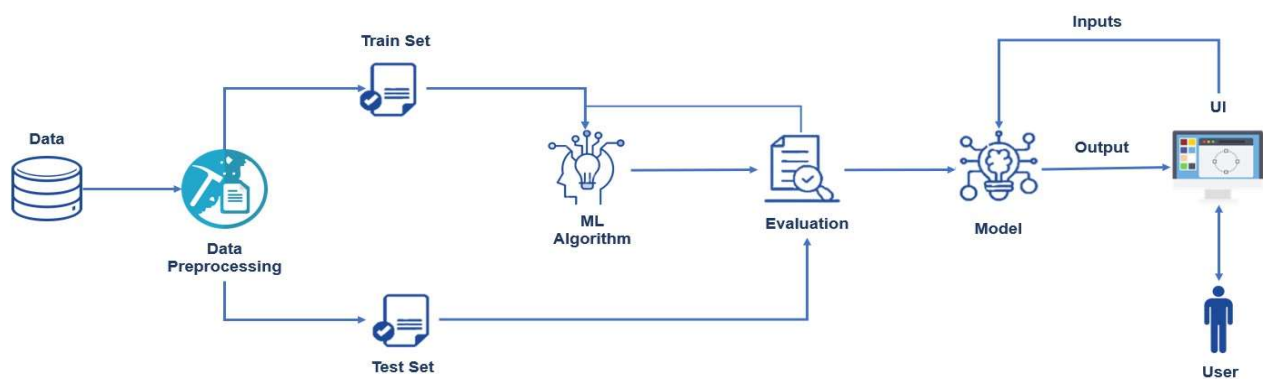 Data
Data
Preprocessing
Train Set
Test Set
ML
Algorithm
Evaluation
Model
Inputs
Output
UI
User